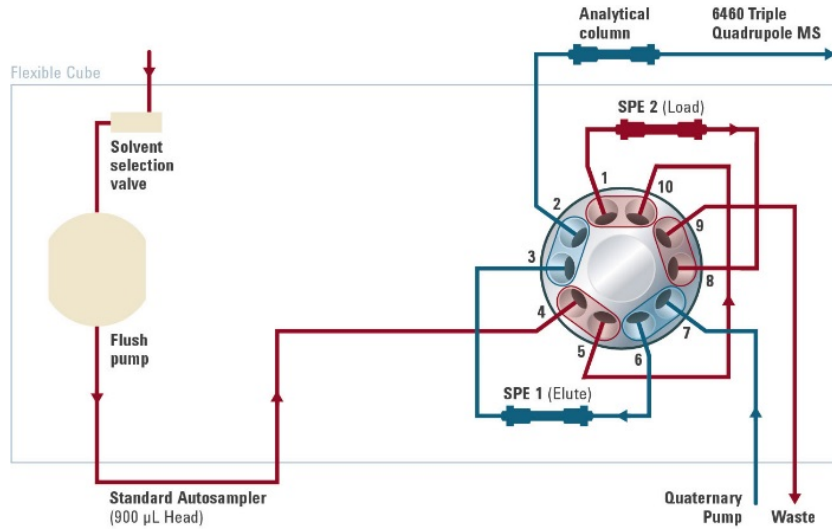 Analytical
column
6460 Triple
Quadrupole MS
Flexible Cube
SPE 2 (Load)
Solvent
selection
valve
1
10
2
9
3
8
4
7
5
6
Flush
pump
SPE 1 (Elute)
Standard Autosampler
(900 µL Head)
Quaternary
Pump
Waste